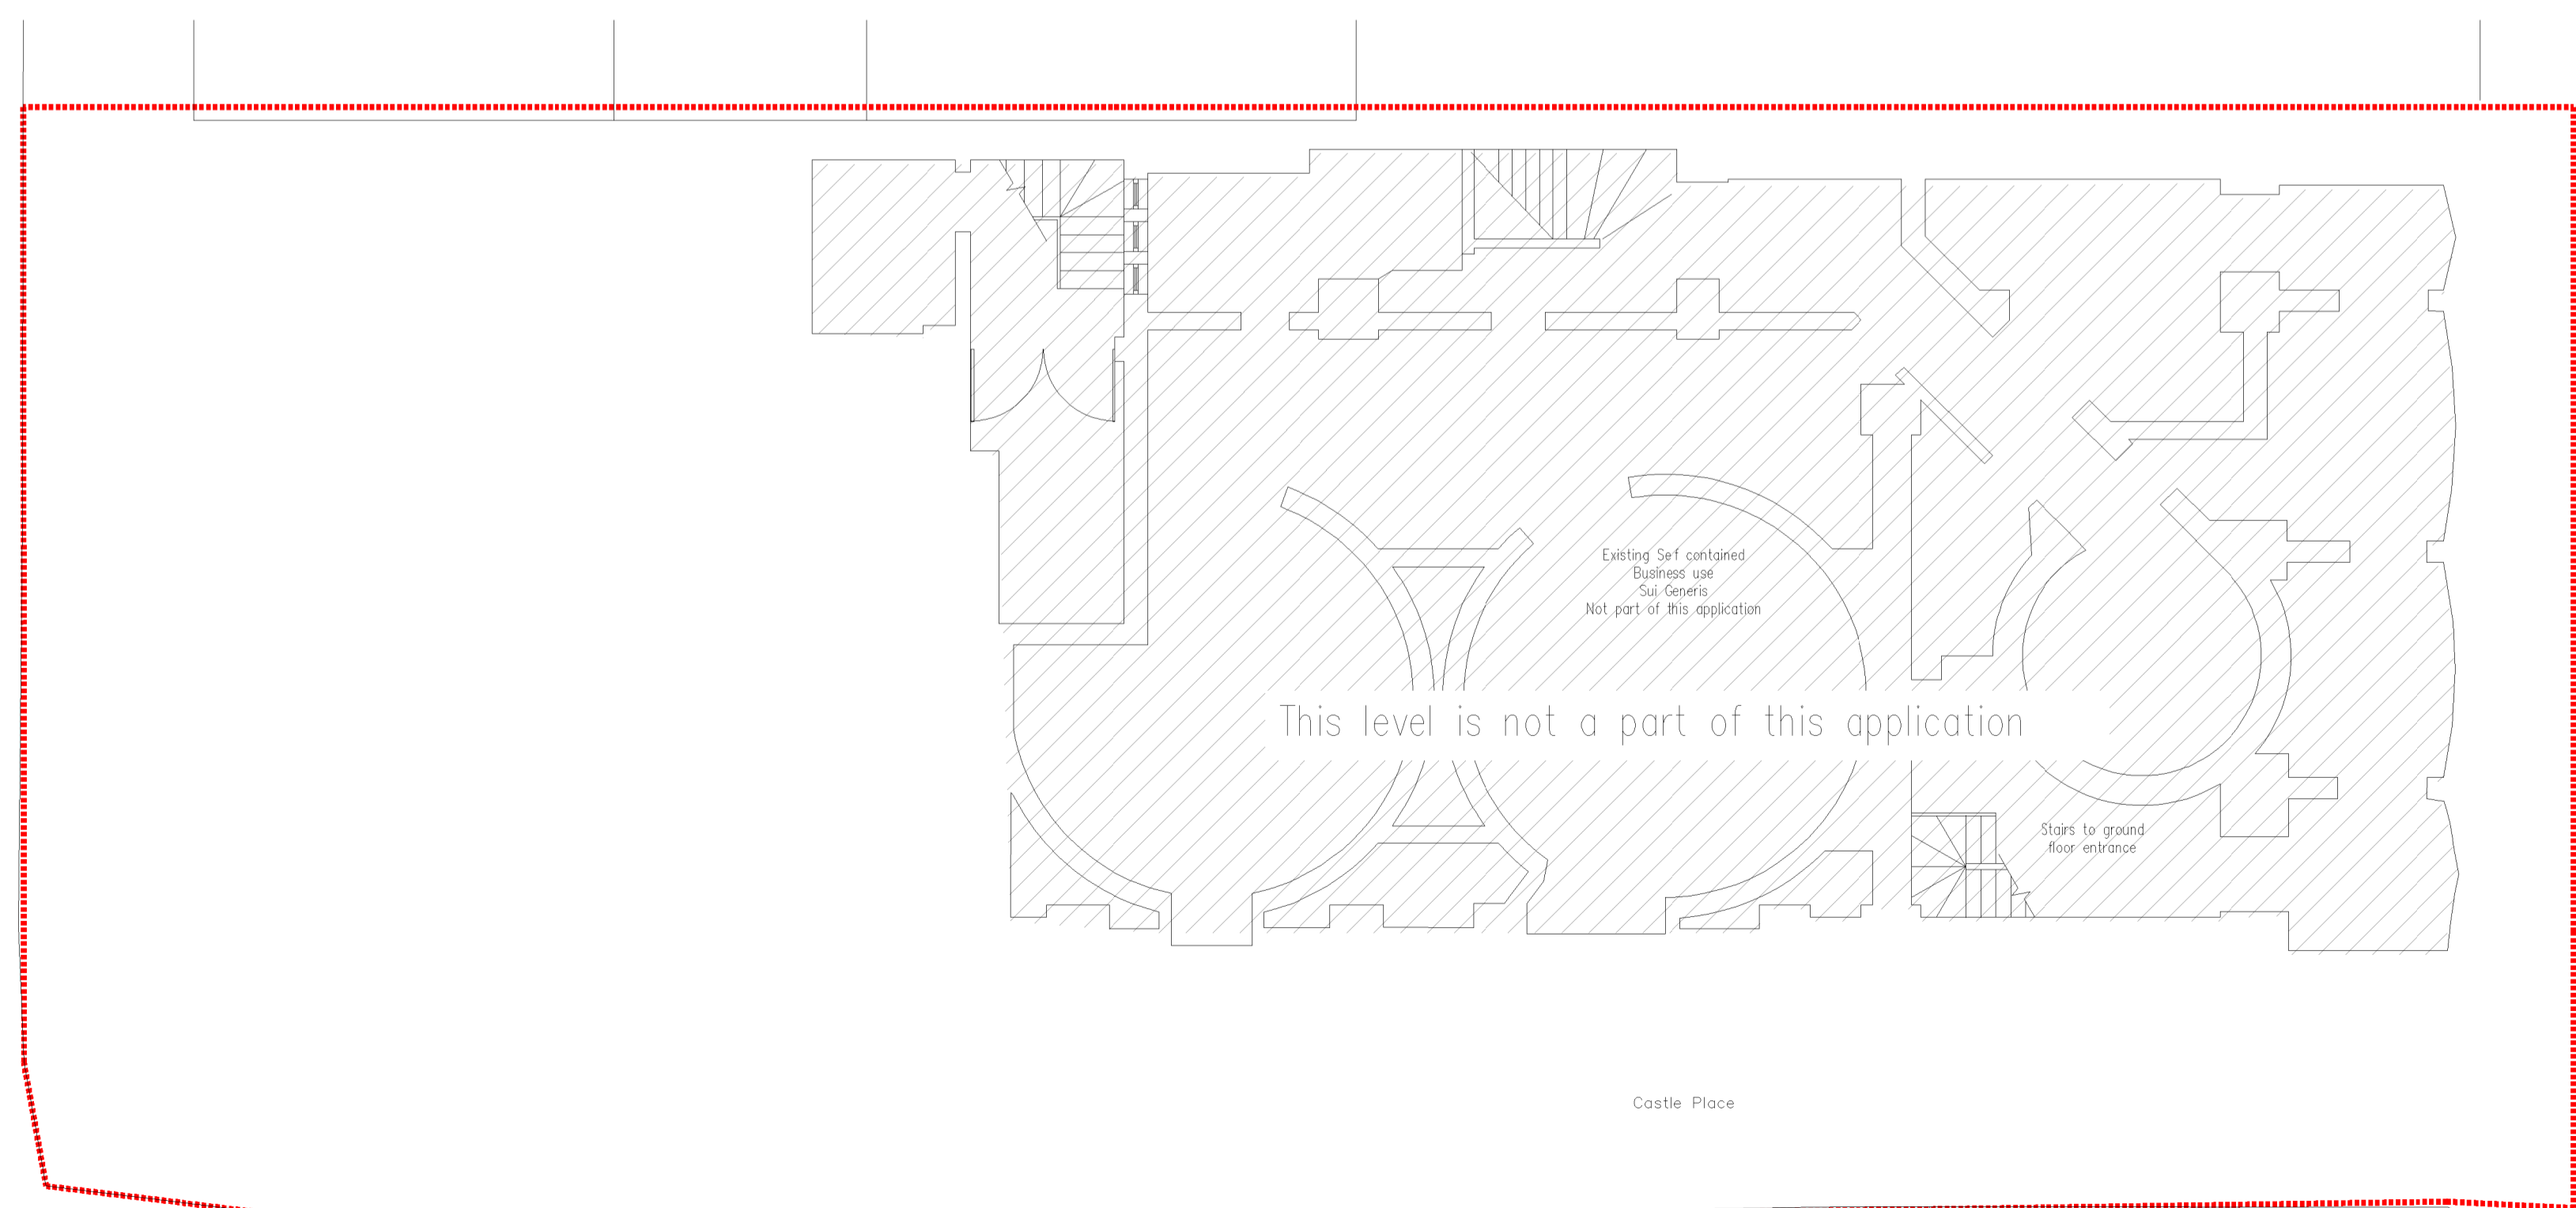 Existing Sef contained
Business use
Sui Generis
Not part of this application
This level is not a part of this application
Stairs to ground
floor entrance
Castle Place